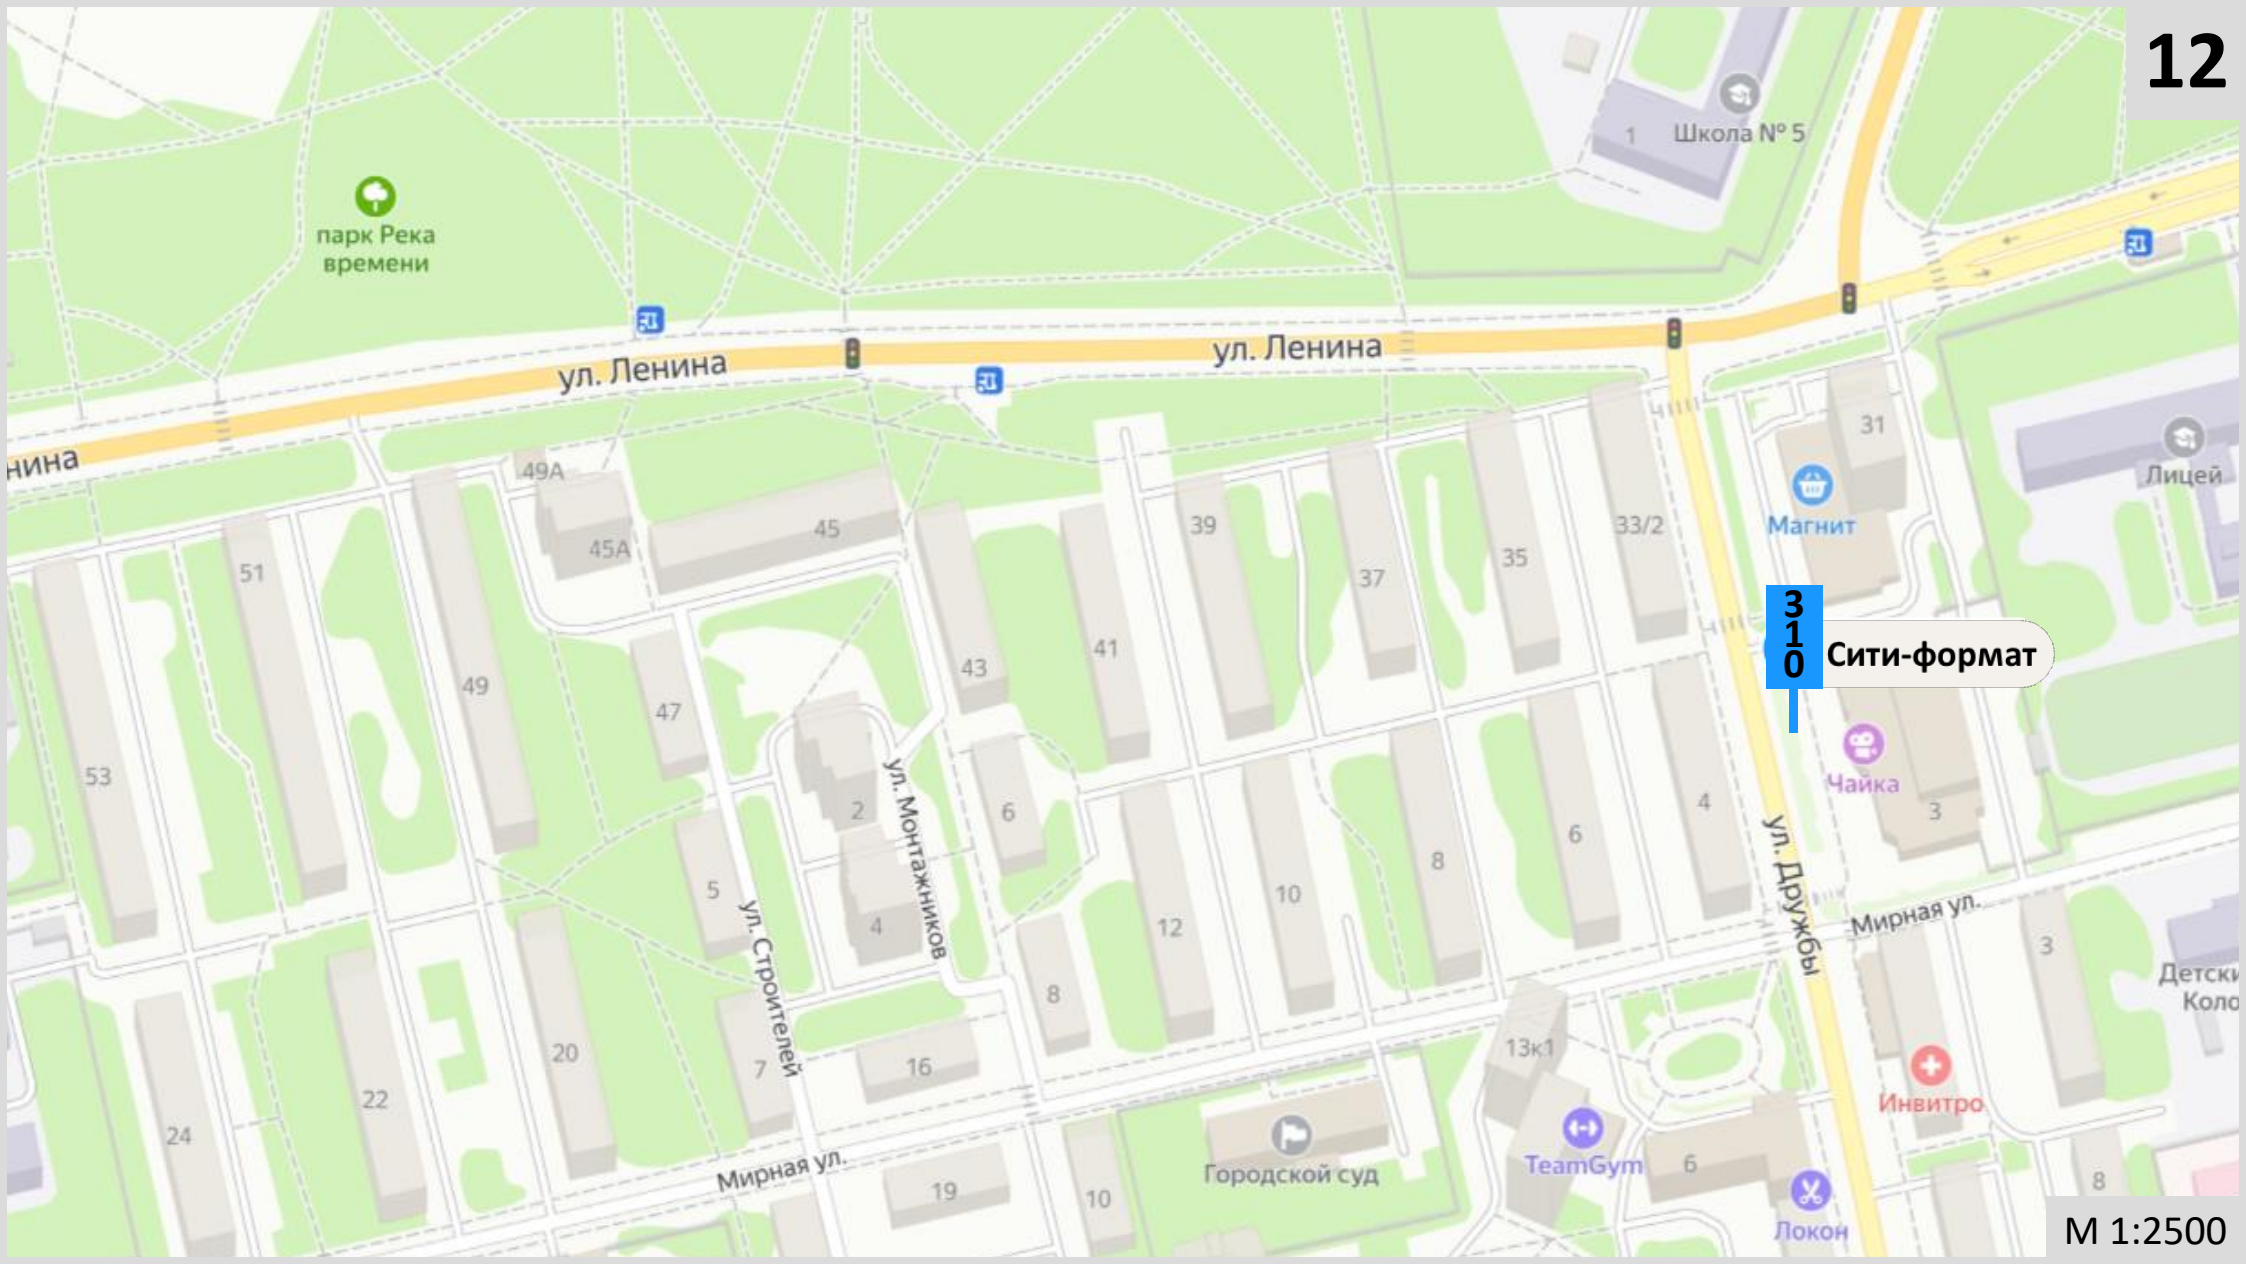 12
1
Школа № 5
парк Река
времени
ул. Ленина
ул. Ленина
нина
31
Лицей
Магнит
49А
45А
45
51
39
37
35
33/2
3
1
0
Сити-формат
41
43
49
47
53
Чайка
3
2
6
4
6
8
10
12
5
4
ул. Монтажников
ул. Строителей
ул. Дружбы
Мирная ул.
3
Детски
Коло
8
13к1
20
7
16
22
24
Инвитро
Городской суд
TeamGym
6
Мирная ул.
19
10
Локон
8
М 1:2500